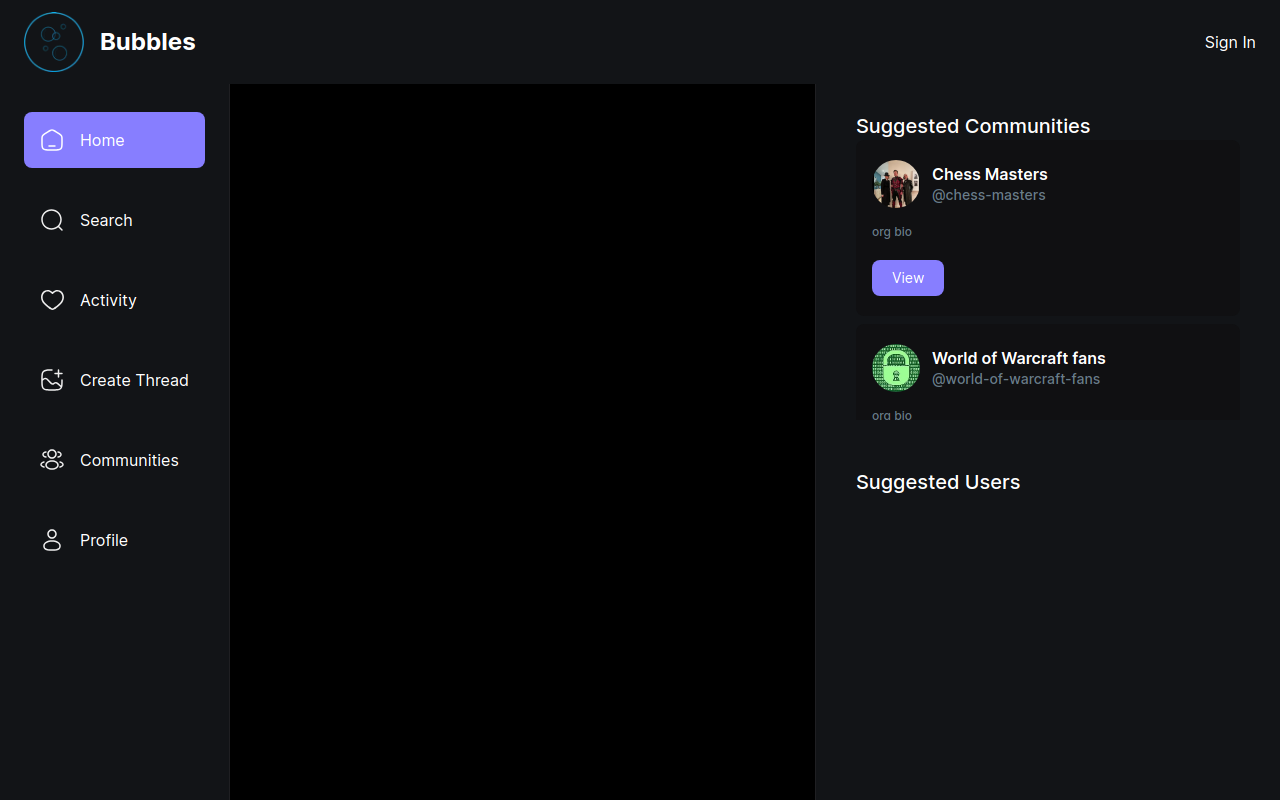 Bubbles
Sign In
Home
Search
Activity
Create Thread
Communities
Profile
Suggested Communities
Chess Masters
@chess-masters
org bio
View
World of Warcraft fans
@world-of-warcraft-fans
org bio
Suggested Users